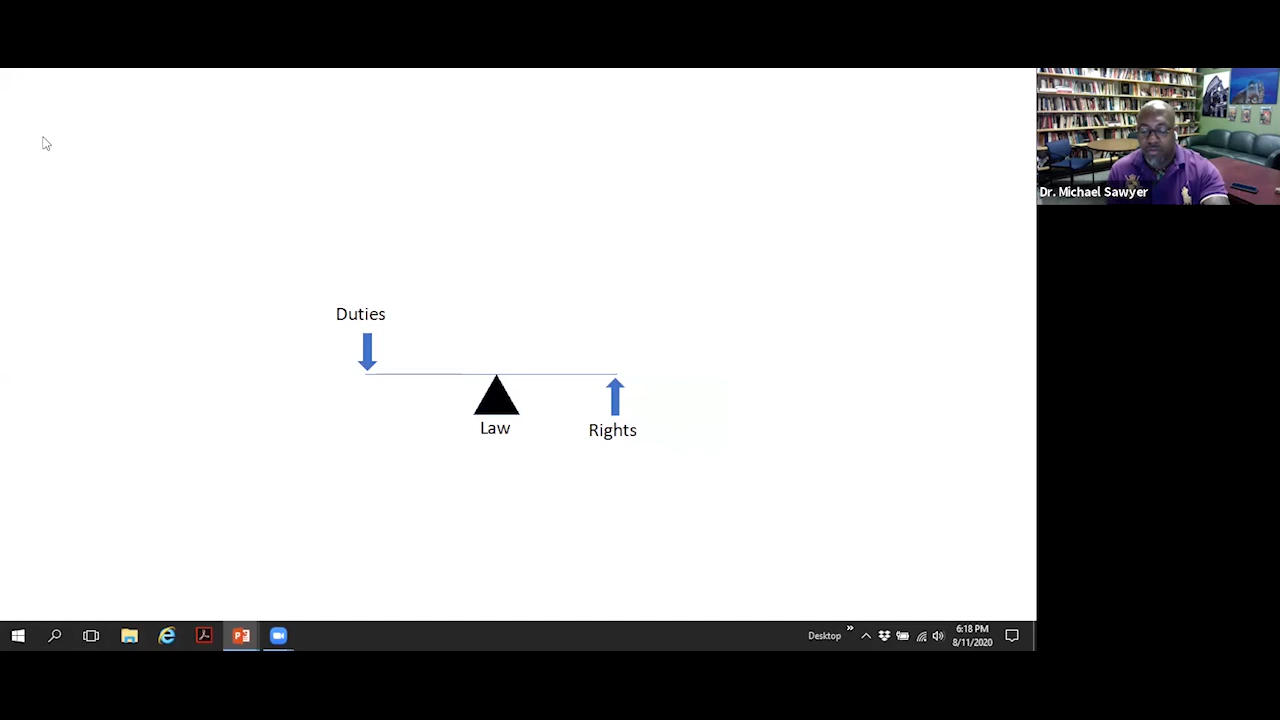 Dr. Michael Sawyer
Duties
Law
Rights
Desktop
6:18 PM
8/11/2020